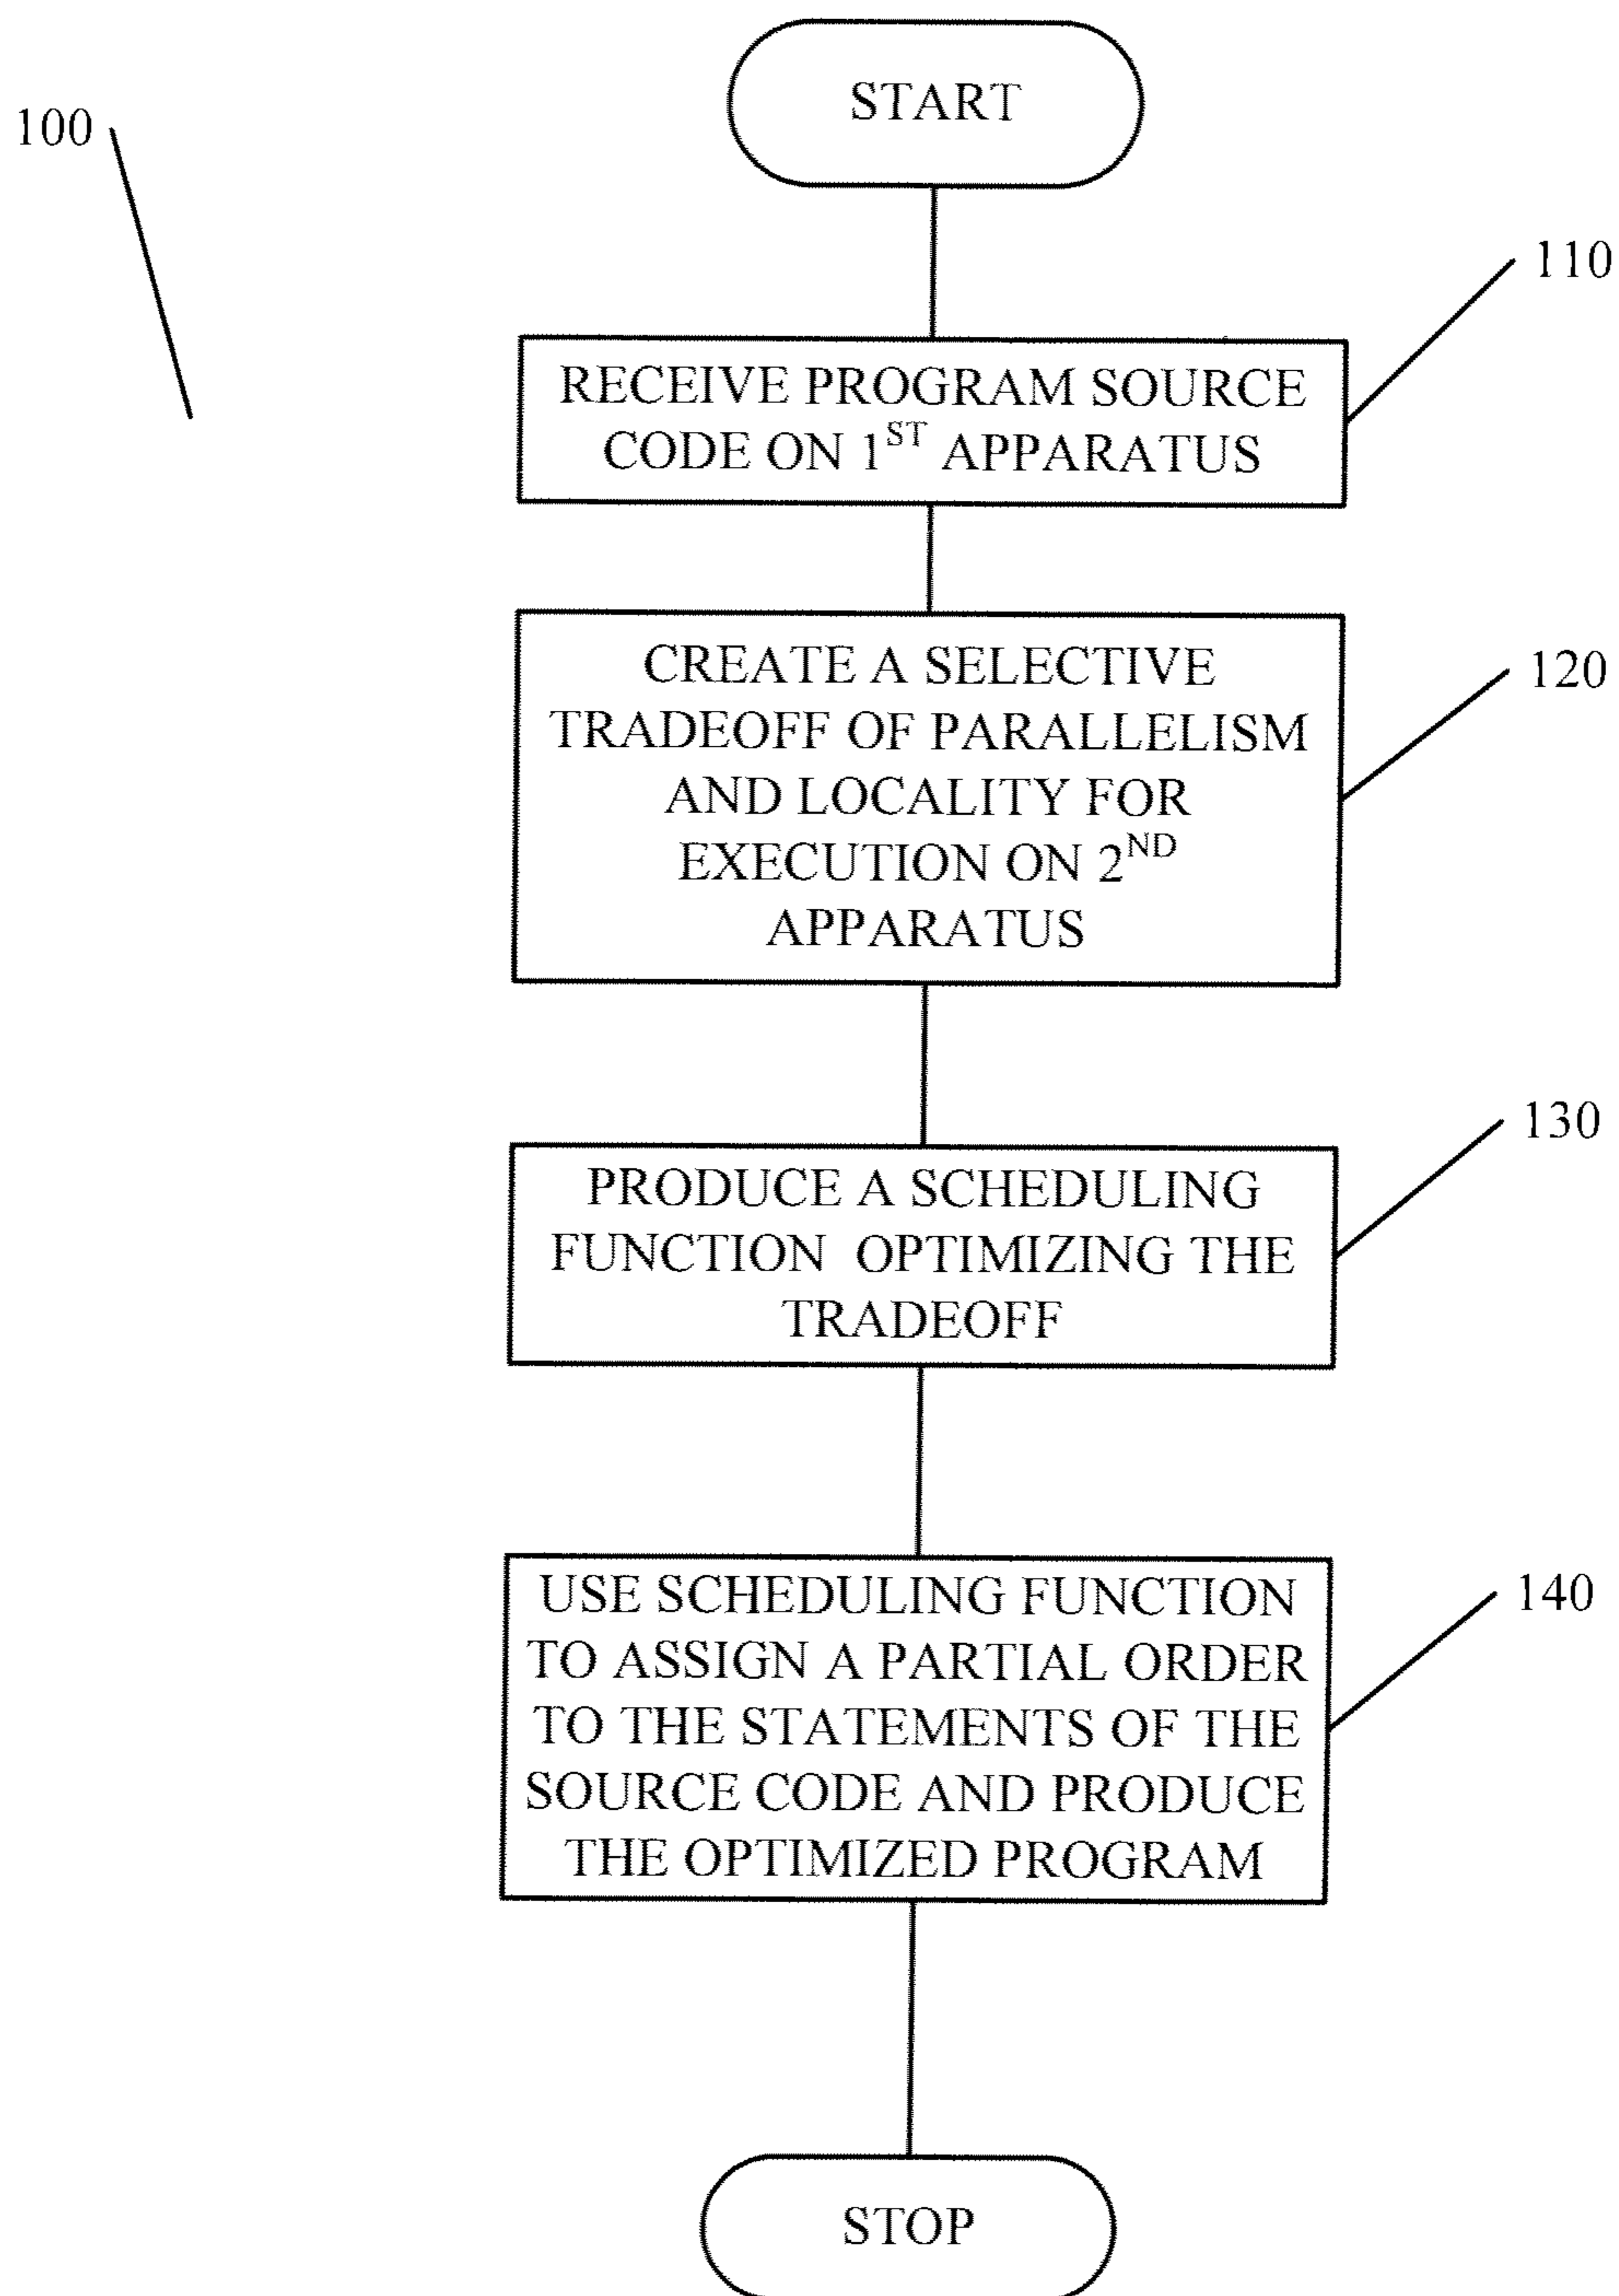 START
100
110
RECEIVE PROGRAM SOURCE
CODE ON 1ST APPARATUS
120
CREATE A SELECTIVE
TRADEOFF OF PARALLELISM
AND LOCALITY FOR
EXECUTION ON 2ND
APPARATUS
130
PRODUCE A SCHEDULING
FUNCTION OPTIMIZING THE
TRADEOFF
140
USE SCHEDULING FUNCTION
TO ASSIGN A PARTIAL ORDER
TO THE STATEMENTS OF THE
SOURCE CODE AND PRODUCE
THE OPTIMIZED PROGRAM
STOP